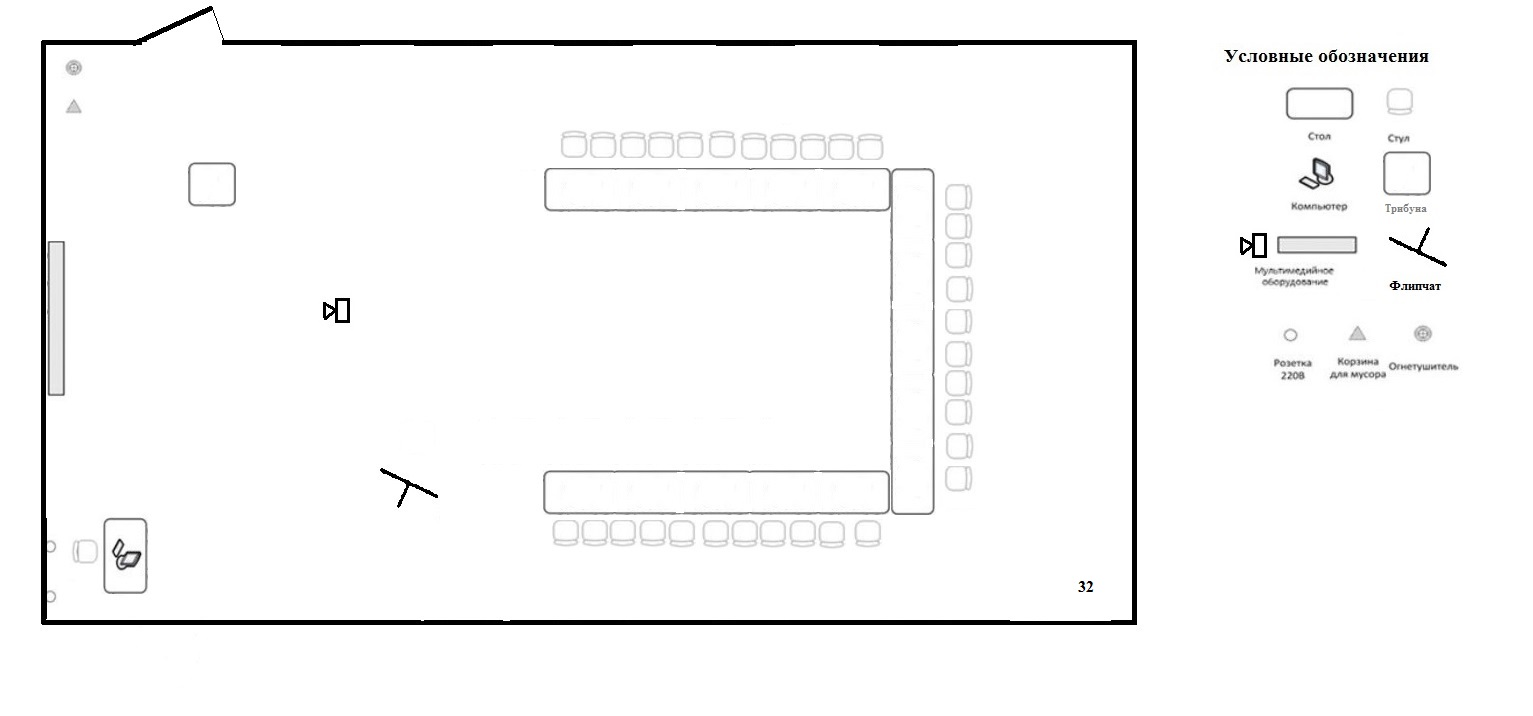 Условные обозначения
Стол
Стул
Компьютер
Трибуна
Мультимедийное
оборудование
Флипчат
Розетка
220В
Корзина
для мусора
Огнетушитель
32